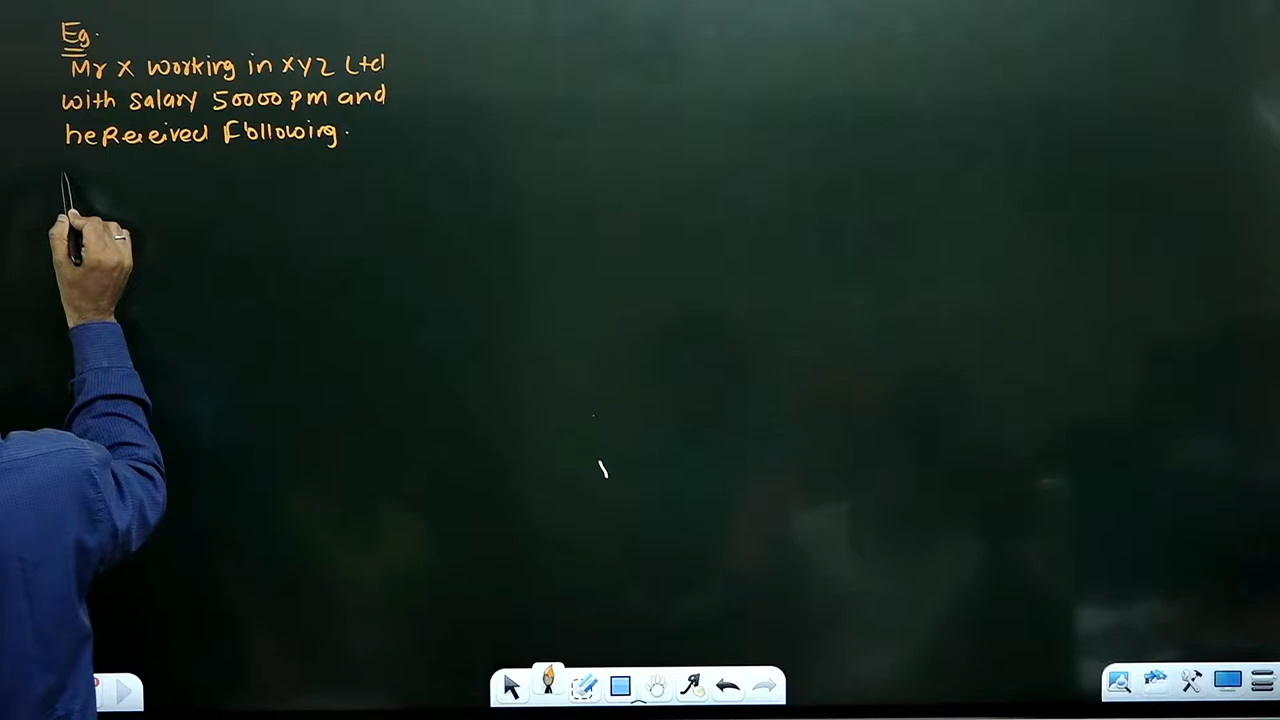 Eg.
Mr X working in XYZ Ltd
with salary 50000 pm and
he Received Following.